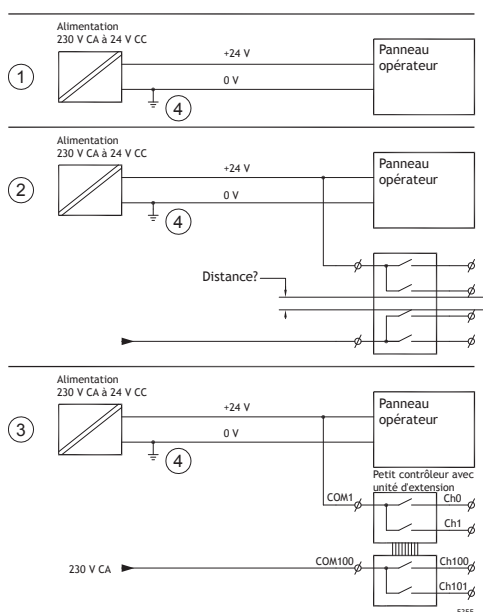 Alimentation
230 V CA à 24 V CC
+24 V
0 V
Panneau
opérateur
1
4
Alimentation
230 V CA à 24 V CC
+24 V
0 V
Panneau
opérateur
2
4
Distance?
Alimentation
230 V CA à 24 V CC
+24 V
0 V
Panneau
opérateur
3
4
Petit contrôleur avec
unité d'extension
COM1
Ch0
Ch1
230 V CA
COM100
Ch100
Ch101
5255